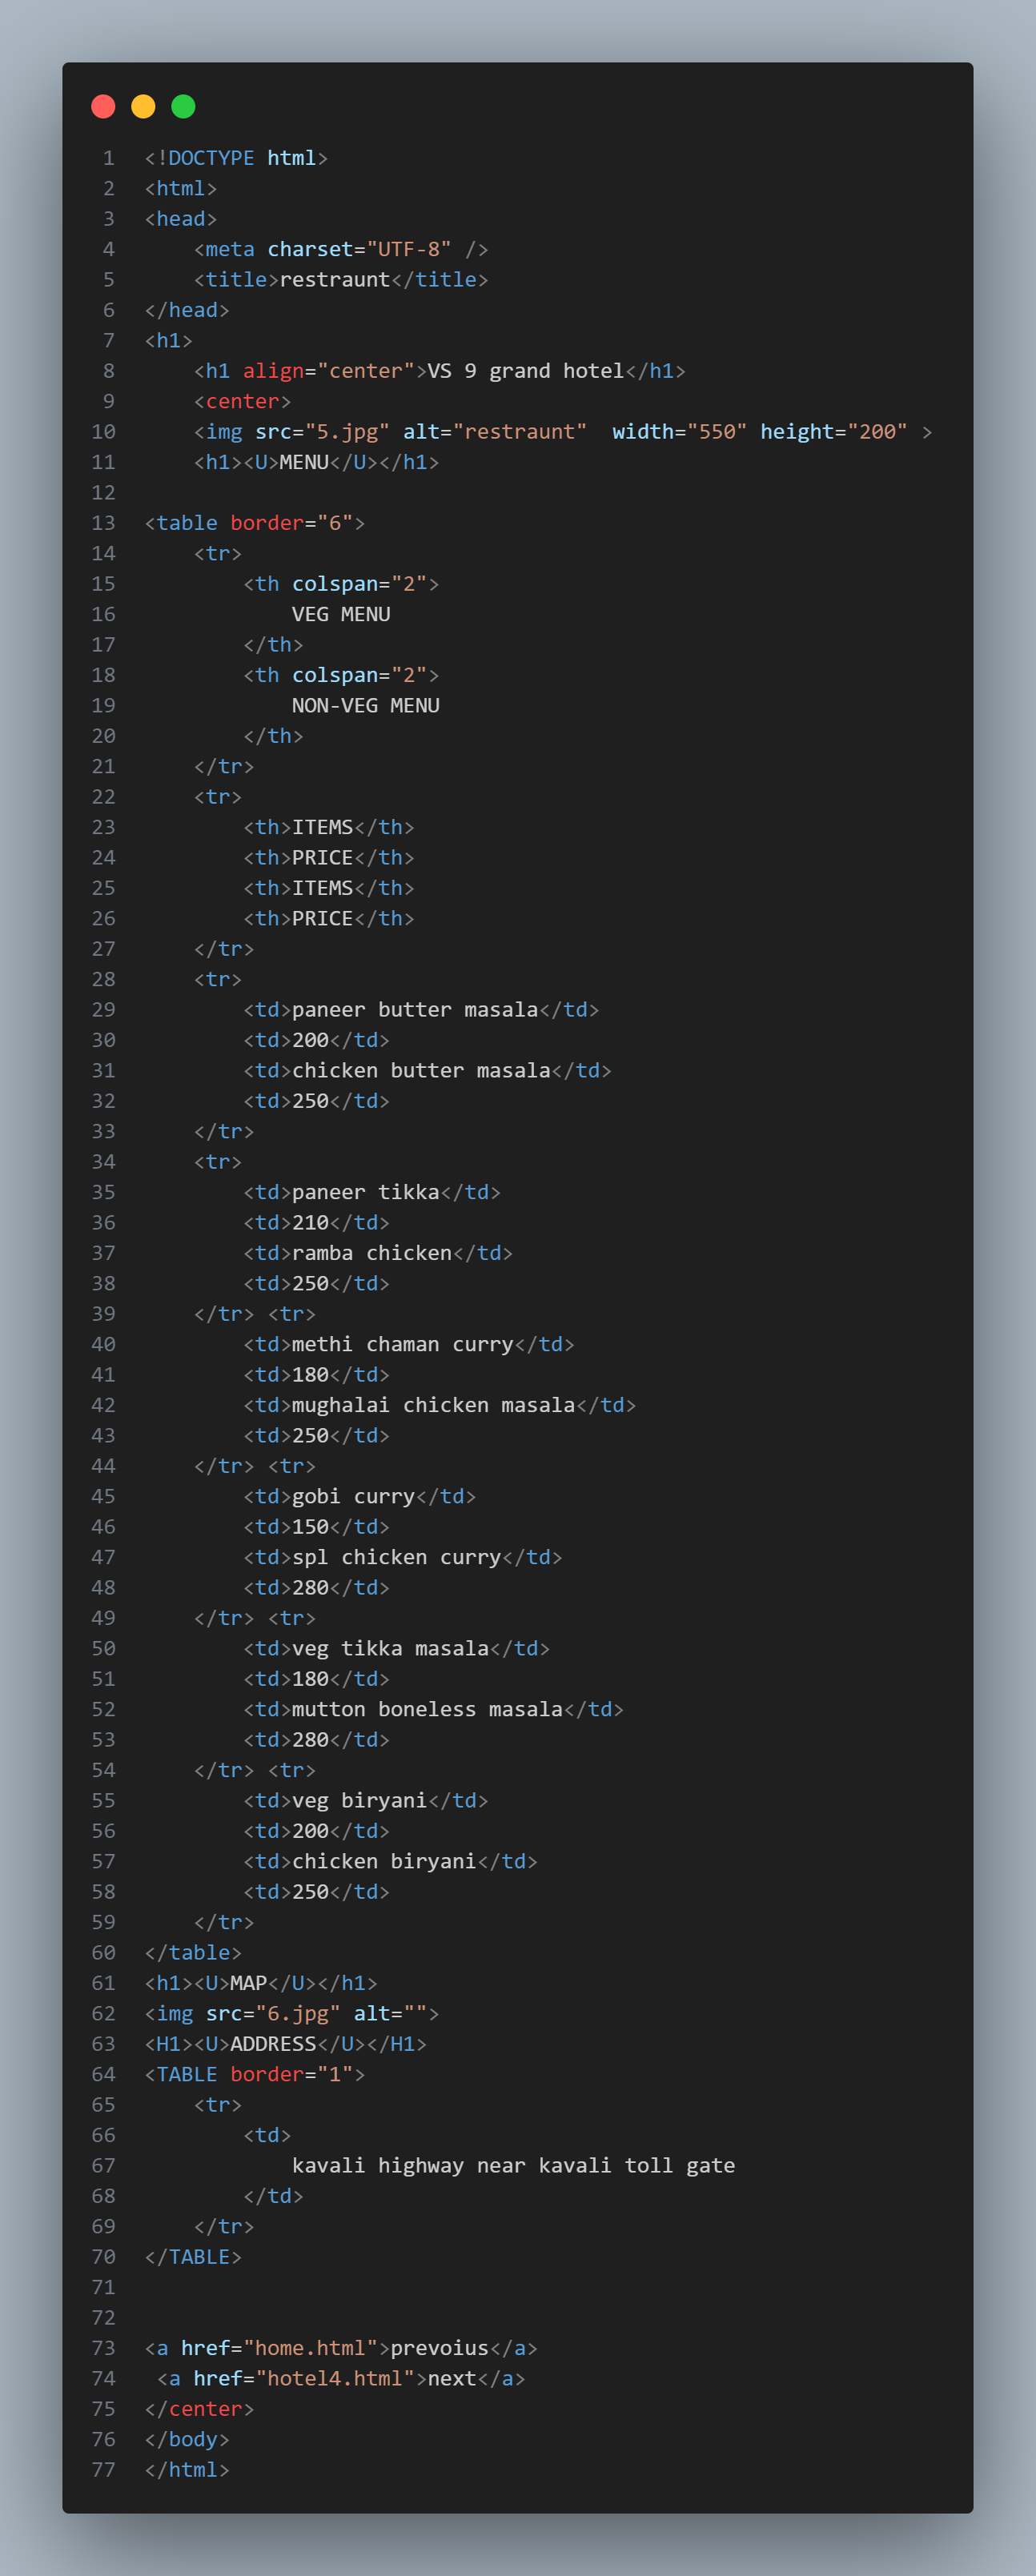 1 <!DOCTYPE html>
2 <html>
3 <head>
4     <meta charset="UTF-8" />
5     <title>restraunt</title>
6 </head>
7 <h1>
8     <h1 align="center">VS 9 grand hotel</h1>
9     <center>
10     <img src="5.jpg" alt="restraunt"  width="550" height="200" >
11     <h1><U>MENU</U></h1>
12
13 <table border="6">
14     <tr>
15         <th colspan="2">
16             VEG MENU
17         </th>
18         <th colspan="2">
19             NON-VEG MENU
20         </th>
21     </tr>
22     <tr>
23         <th>ITEMS</th>
24         <th>PRICE</th>
25         <th>ITEMS</th>
26         <th>PRICE</th>
27     </tr>
28     <tr>
29         <td>paneer butter masala</td>
30         <td>200</td>
31         <td>chicken butter masala</td>
32         <td>250</td>
33     </tr>
34     <tr>
35         <td>paneer tikka</td>
36         <td>210</td>
37         <td>ramba chicken</td>
38         <td>250</td>
39     </tr> <tr>
40         <td>methi chaman curry</td>
41         <td>180</td>
42         <td>mughalai chicken masala</td>
43         <td>250</td>
44     </tr> <tr>
45         <td>gobi curry</td>
46         <td>150</td>
47         <td>spl chicken curry</td>
48         <td>280</td>
49     </tr> <tr>
50         <td>veg tikka masala</td>
51         <td>180</td>
52         <td>mutton boneless masala</td>
53         <td>280</td>
54     </tr> <tr>
55         <td>veg biryani</td>
56         <td>200</td>
57         <td>chicken biryani</td>
58         <td>250</td>
59     </tr>
60 </table>
61 <h1><U>MAP</U></h1>
62 <img src="6.jpg" alt="">
63 <H1><U>ADDRESS</U></H1>
64 <TABLE border="1">
65     <tr>
66         <td>
67             kavali highway near kavali toll gate
68         </td>
69     </tr>
70 </TABLE>
71
72
73 <a href="home.html">prevoius</a>
74  <a href="hotel4.html">next</a>
75 </center>
76 </body>
77 </html>